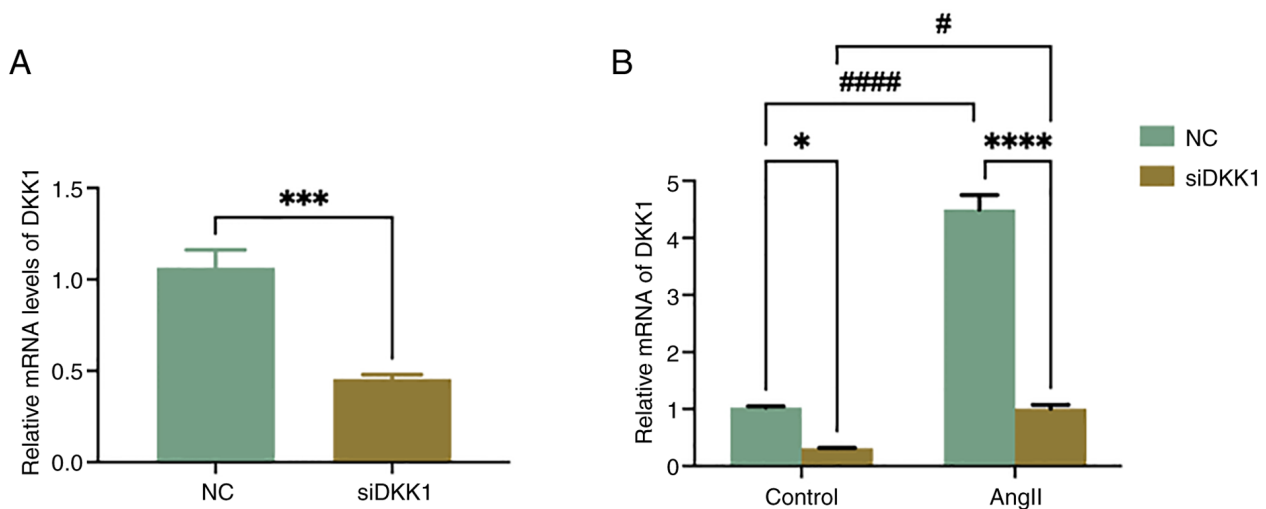 A
Relative mRNA levels of DKK1
1.5
1.0
0.5
0.0
***
NC
siDKK1
B
Relative mRNA of DKK1
5
4
3
2
1
0
#
####
*
****
Control
AngII
NC
siDKK1